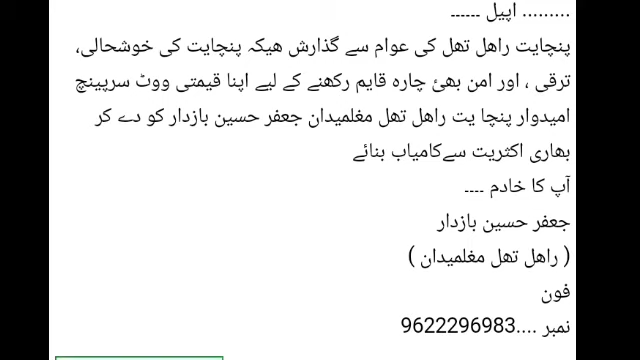 ......... اپیل ------
پنچایت راھل تھل کی عوام سے گذارش ھیکہ پنچایت کی خوشحالی،
ترقی ، اور امن بھئ چارہ قایم رکھنے کے لیے اپنا قیمتی ووٹ سرپینچ
امیدوار پنچا یت راھل تھل مغلمیدان جعفر حسین بازدار کو دے کر
بھاری اکثریت سےکامیاب بنائے
آپ کا خادم ----
جعفر حسین بازدار
( راھل تھل مغلمیدان )
فون
نمبر ....9622296983